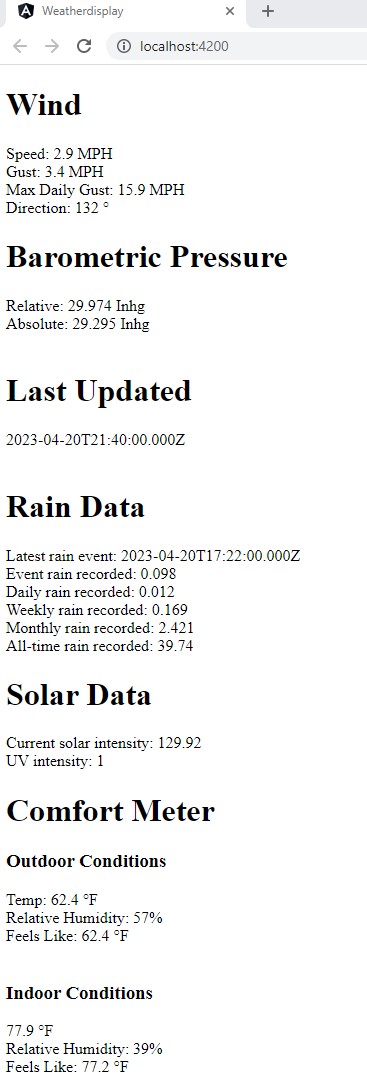 Weatherdisplay
localhost:4200
Wind
Speed: 2.9 MPH
Gust: 3.4 MPH
Max Daily Gust: 15.9 MPH
Direction: 132 °
Barometric Pressure
Relative: 29.974 Inhg
Absolute: 29.295 Inhg
Last Updated
2023-04-20T21:40:00.000Z
Rain Data
Latest rain event: 2023-04-20T17:22:00.000Z
Event rain recorded: 0.098
Daily rain recorded: 0.012
Weekly rain recorded: 0.169
Monthly rain recorded: 2.421
All-time rain recorded: 39.74
Solar Data
Current solar intensity: 129.92
UV intensity: 1
Comfort Meter
Outdoor Conditions
Temp: 62.4 °F
Relative Humidity: 57%
Feels Like: 62.4 °F
Indoor Conditions
77.9 °F
Relative Humidity: 39%
Feels Like: 77.2 °F